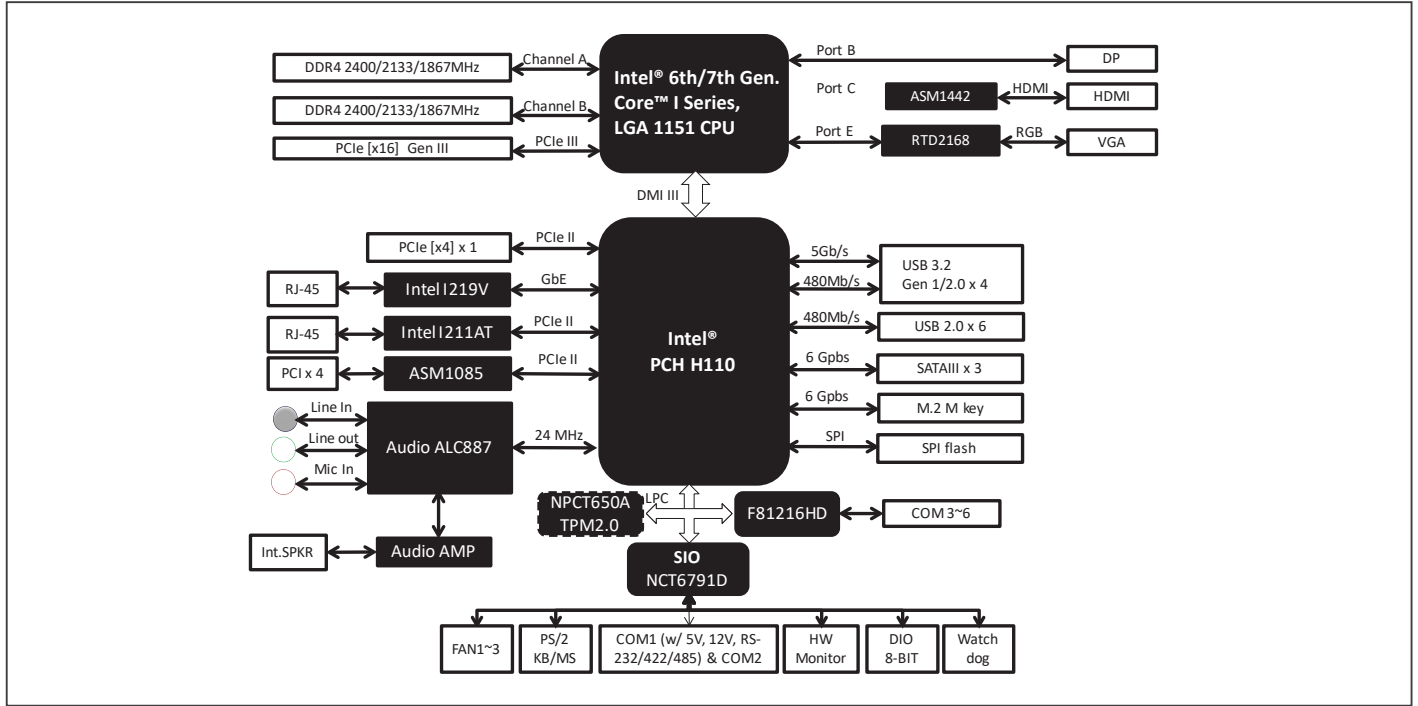 DDR4 2400/2133/1867MHz
Channel A
DDR4 2400/2133/1867MHz
Channel B
PCIe [x16]  Gen III
PCIe III
Intel® 6th/7th Gen.
Core™ I Series,
LGA 1151 CPU
Port B
DP
Port C
ASM1442
HDMI
HDMI
Port E
RTD2168
RGB
VGA
DMI III
PCIe [x4] x 1
PCIe II
RJ-45
Intel I219V
GbE
RJ-45
Intel I211AT
PCIe II
PCI x 4
ASM1085
PCIe II
Line In
Line out
Mic In
Audio ALC887
24 MHz
Int.SPKR
Audio AMP
Intel®
PCH H110
5Gb/s
480Mb/s
USB 3.2
Gen 1/2.0 x 4
480Mb/s
USB 2.0 x 6
6 Gpbs
SATAIII x 3
6 Gpbs
M.2 M key
SPI
SPI flash
NPCT650A
TPM2.0
LPC
F81216HD
COM 3~6
SIO
NCT6791D
FAN1~3
PS/2
KB/MS
COM1 (w/ 5V, 12V, RS-
232/422/485) & COM2
HW
Monitor
DIO
8-BIT
Watch
dog